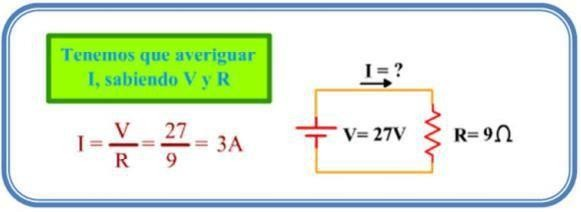 Tenemos que averiguar
I, sabiendo V y R
I = V/R = 27/9 = 3A
I = ?
V= 27V
R= 9Ω